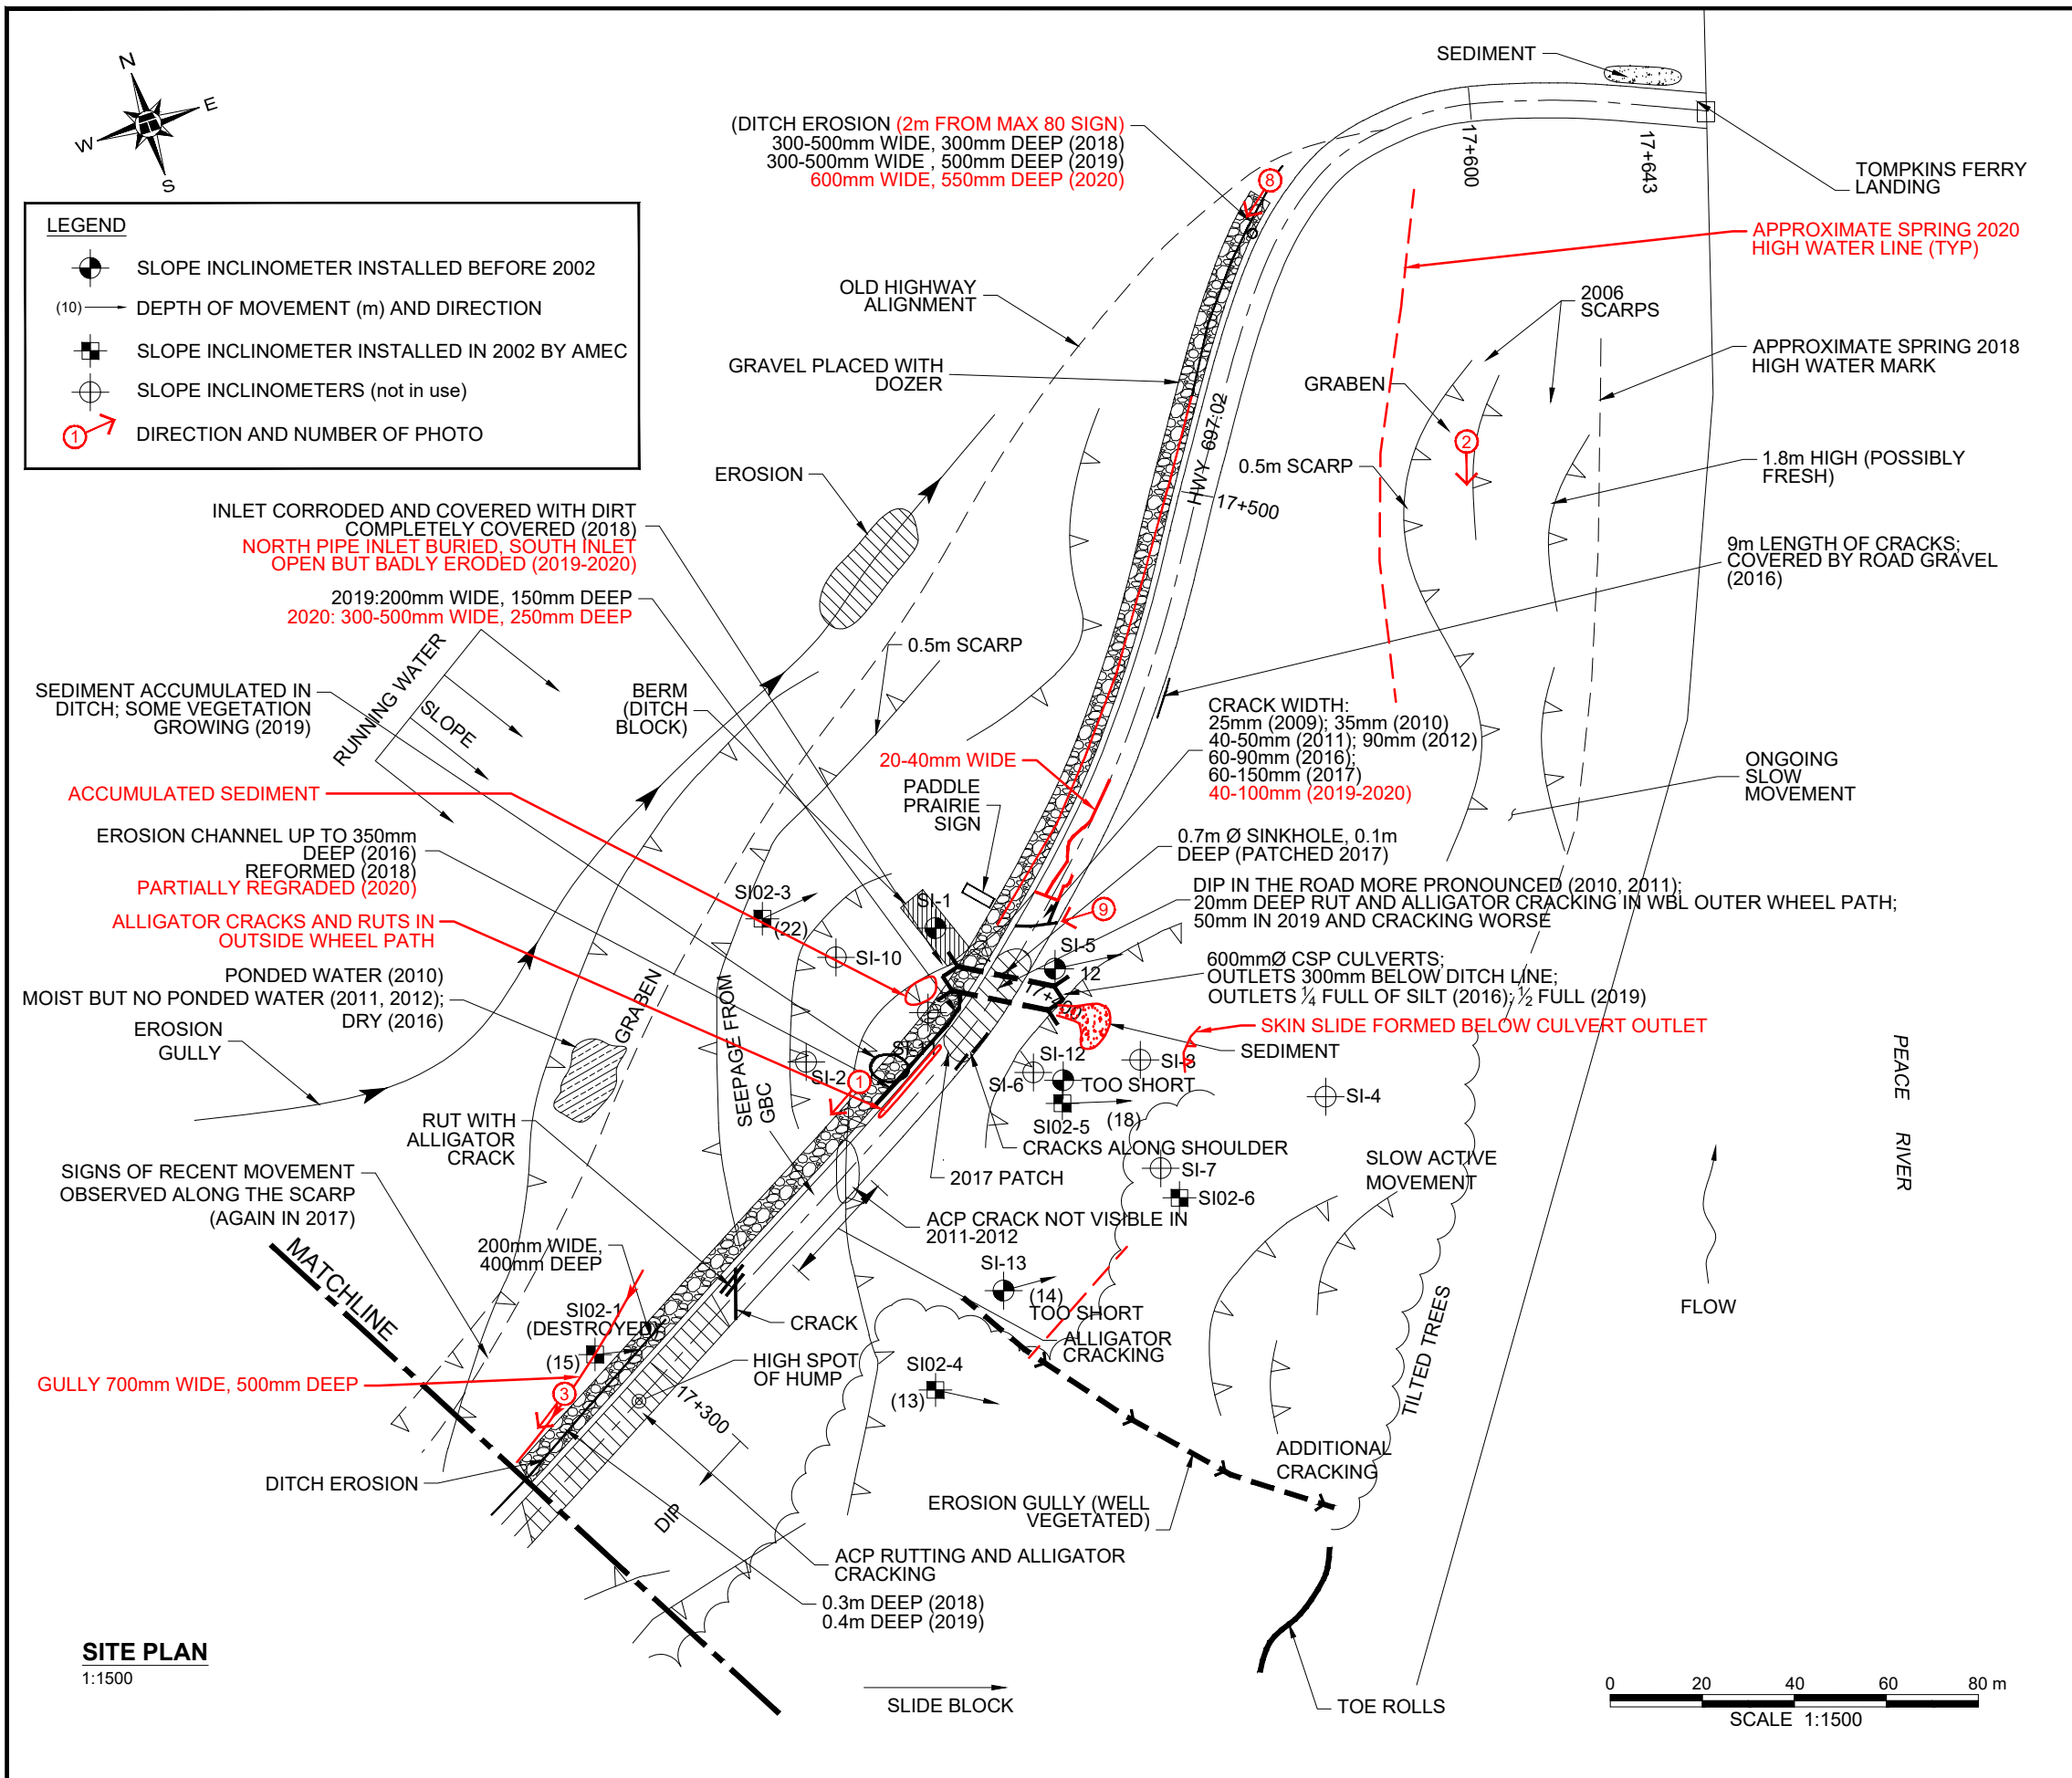 N
E
W
S
LEGEND
SLOPE INCLINOMETER INSTALLED BEFORE 2002
(10) DEPTH OF MOVEMENT (m) AND DIRECTION
SLOPE INCLINOMETER INSTALLED IN 2002 BY AMEC
SLOPE INCLINOMETERS (not in use)
1 DIRECTION AND NUMBER OF PHOTO
SEDIMENT
(DITCH EROSION (2m FROM MAX 80 SIGN)
300-500mm WIDE, 300mm DEEP (2018)
300-500mm WIDE , 500mm DEEP (2019)
600mm WIDE, 550mm DEEP (2020)
8
17+600
17+643
TOMPKINS FERRY
LANDING
APPROXIMATE SPRING 2020
HIGH WATER LINE (TYP)
OLD HIGHWAY
ALIGNMENT
2006
SCARPS
GRAVEL PLACED WITH
DOZER
APPROXIMATE SPRING 2018
HIGH WATER MARK
GRABEN
2
HWY 697:02
0.5m SCARP
1.8m HIGH (POSSIBLY
FRESH)
EROSION
17+500
INLET CORRODED AND COVERED WITH DIRT
COMPLETELY COVERED (2018)
NORTH PIPE INLET BURIED, SOUTH INLET
OPEN BUT BADLY ERODED (2019-2020)
9m LENGTH OF CRACKS;
COVERED BY ROAD GRAVEL
(2016)
2019:200mm WIDE, 150mm DEEP
2020: 300-500mm WIDE, 250mm DEEP
0.5m SCARP
RUNNING WATER
SLOPE
SEDIMENT ACCUMULATED IN
DITCH; SOME VEGETATION
GROWING (2019)
BERM
(DITCH
BLOCK)
CRACK WIDTH:
25mm (2009); 35mm (2010)
40-50mm (2011); 90mm (2012)
60-90mm (2016);
60-150mm (2017)
40-100mm (2019-2020)
20-40mm WIDE
PADDLE
PRAIRIE
SIGN
ONGOING
SLOW
MOVEMENT
ACCUMULATED SEDIMENT
EROSION CHANNEL UP TO 350mm
DEEP (2016)
REFORMED (2018)
PARTIALLY REGRADED (2020)
0.7m Ø SINKHOLE, 0.1m
DEEP (PATCHED 2017)
DIP IN THE ROAD MORE PRONOUNCED (2010, 2011);
20mm DEEP RUT AND ALLIGATOR CRACKING IN WBL OUTER WHEEL PATH;
50mm IN 2019 AND CRACKING WORSE
SI02-3
(22)
SI-1
9
ALLIGATOR CRACKS AND RUTS IN
OUTSIDE WHEEL PATH
SI-10
SI-5
12
600mmØ CSP CULVERTS;
OUTLETS 300mm BELOW DITCH LINE;
OUTLETS ¼ FULL OF SILT (2016); ½ FULL (2019)
PONDED WATER (2010)
MOIST BUT NO PONDED WATER (2011, 2012);
DRY (2016)
GRABEN
SEEPAGE FROM
GBC
SKIN SLIDE FORMED BELOW CULVERT OUTLET
SEDIMENT
EROSION
GULLY
SI-2
1
SI-12
SI-6
TOO SHORT
SI-3
SI-4
SI02-5
(18)
PEACE RIVER
RUT WITH
ALLIGATOR
CRACK
CRACKS ALONG SHOULDER
2017 PATCH
SI-7
SI02-6
SLOW ACTIVE
MOVEMENT
SIGNS OF RECENT MOVEMENT
OBSERVED ALONG THE SCARP
(AGAIN IN 2017)
ACP CRACK NOT VISIBLE IN
2011-2012
MATCHLINE
200mm WIDE,
400mm DEEP
SI-13
(14)
TOO SHORT
FLOW
SI02-1
(DESTROYED)
(15)
CRACK
ALLIGATOR
CRACKING
HIGH SPOT
OF HUMP
SI02-4
(13)
TILTED TREES
GULLY 700mm WIDE, 500mm DEEP
3
17+300
ADDITIONAL
CRACKING
DITCH EROSION
DIP
EROSION GULLY (WELL
VEGETATED)
ACP RUTTING AND ALLIGATOR
CRACKING
0.3m DEEP (2018)
0.4m DEEP (2019)
SITE PLAN
1:1500
SLIDE BLOCK
TOE ROLLS
0 20 40 60 80 m
SCALE 1:1500